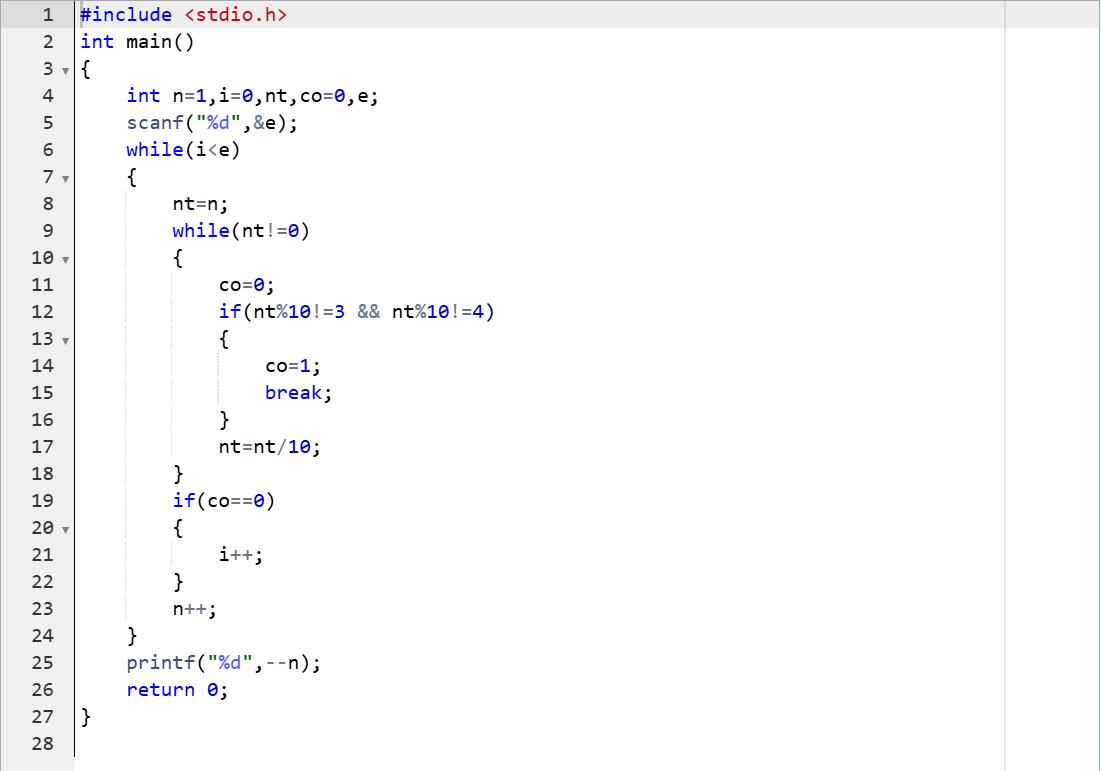 1 #include <stdio.h>
2 int main()
3 {
4     int n=1,i=0,nt,co=0,e;
5     scanf("%d",&e);
6     while(i<e)
7     {
8         nt=n;
9         while(nt!=0)
10         {
11             co=0;
12             if(nt%10!=3 && nt%10!=4)
13             {
14                 co=1;
15                 break;
16             }
17             nt=nt/10;
18         }
19         if(co==0)
20         {
21             i++;
22         }
23         n++;
24     }
25     printf("%d",--n);
26     return 0;
27 }
28